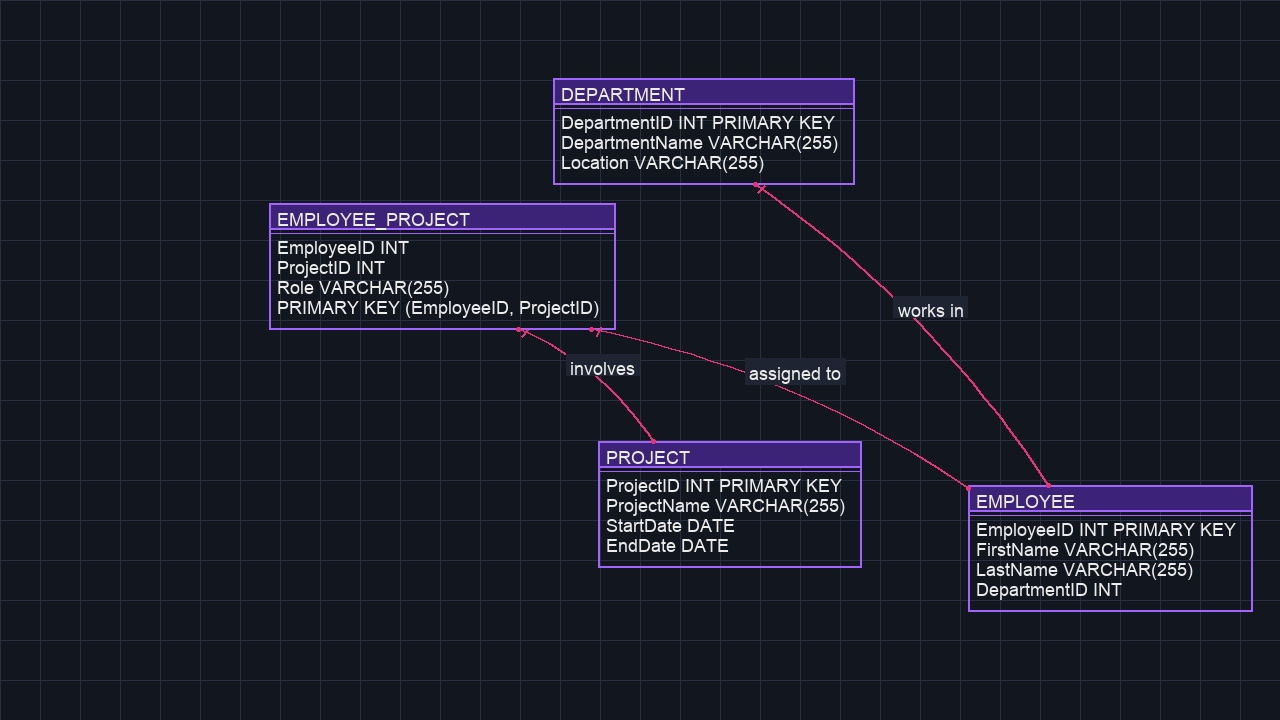 DEPARTMENT
DepartmentID INT PRIMARY KEY
DepartmentName VARCHAR(255)
Location VARCHAR(255)
EMPLOYEE_PROJECT
EmployeeID INT
ProjectID INT
Role VARCHAR(255)
PRIMARY KEY (EmployeeID, ProjectID)
works in
involves
assigned to
PROJECT
ProjectID INT PRIMARY KEY
ProjectName VARCHAR(255)
StartDate DATE
EndDate DATE
EMPLOYEE
EmployeeID INT PRIMARY KEY
FirstName VARCHAR(255)
LastName VARCHAR(255)
DepartmentID INT